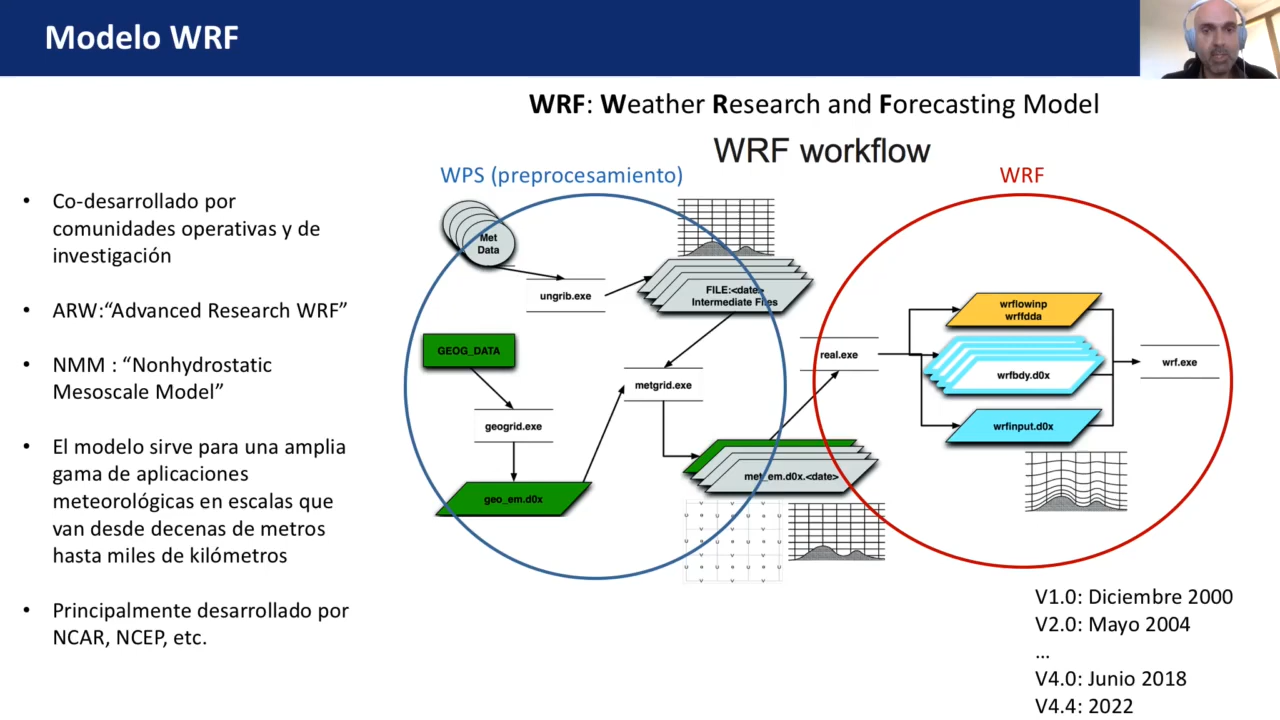 Modelo WRF
WRF: Weather Research and Forecasting Model
WRF workflow
WPS (preprocesamiento)
WRF
• Co-desarrollado por
comunidades operativas y de
investigación
• ARW:“Advanced Research WRF”
• NMM : “Nonhydrostatic
Mesoscale Model”
• El modelo sirve para una amplia
gama de aplicaciones
meteorológicas en escalas que
van desde decenas de metros
hasta miles de kilómetros
• Principalmente desarrollado por
NCAR, NCEP, etc.
Met
Data
ungrib.exe
FILE:<date>
Intermediate Files
GEOG_DATA
metgrid.exe
geogrid.exe
geo_em.d0x
met_em.d0x.<date>
real.exe
wrflowinp
wrffdda
wrfbdy.d0x
wrfinput.d0x
wrf.exe
V1.0: Diciembre 2000
V2.0: Mayo 2004
...
V4.0: Junio 2018
V4.4: 2022